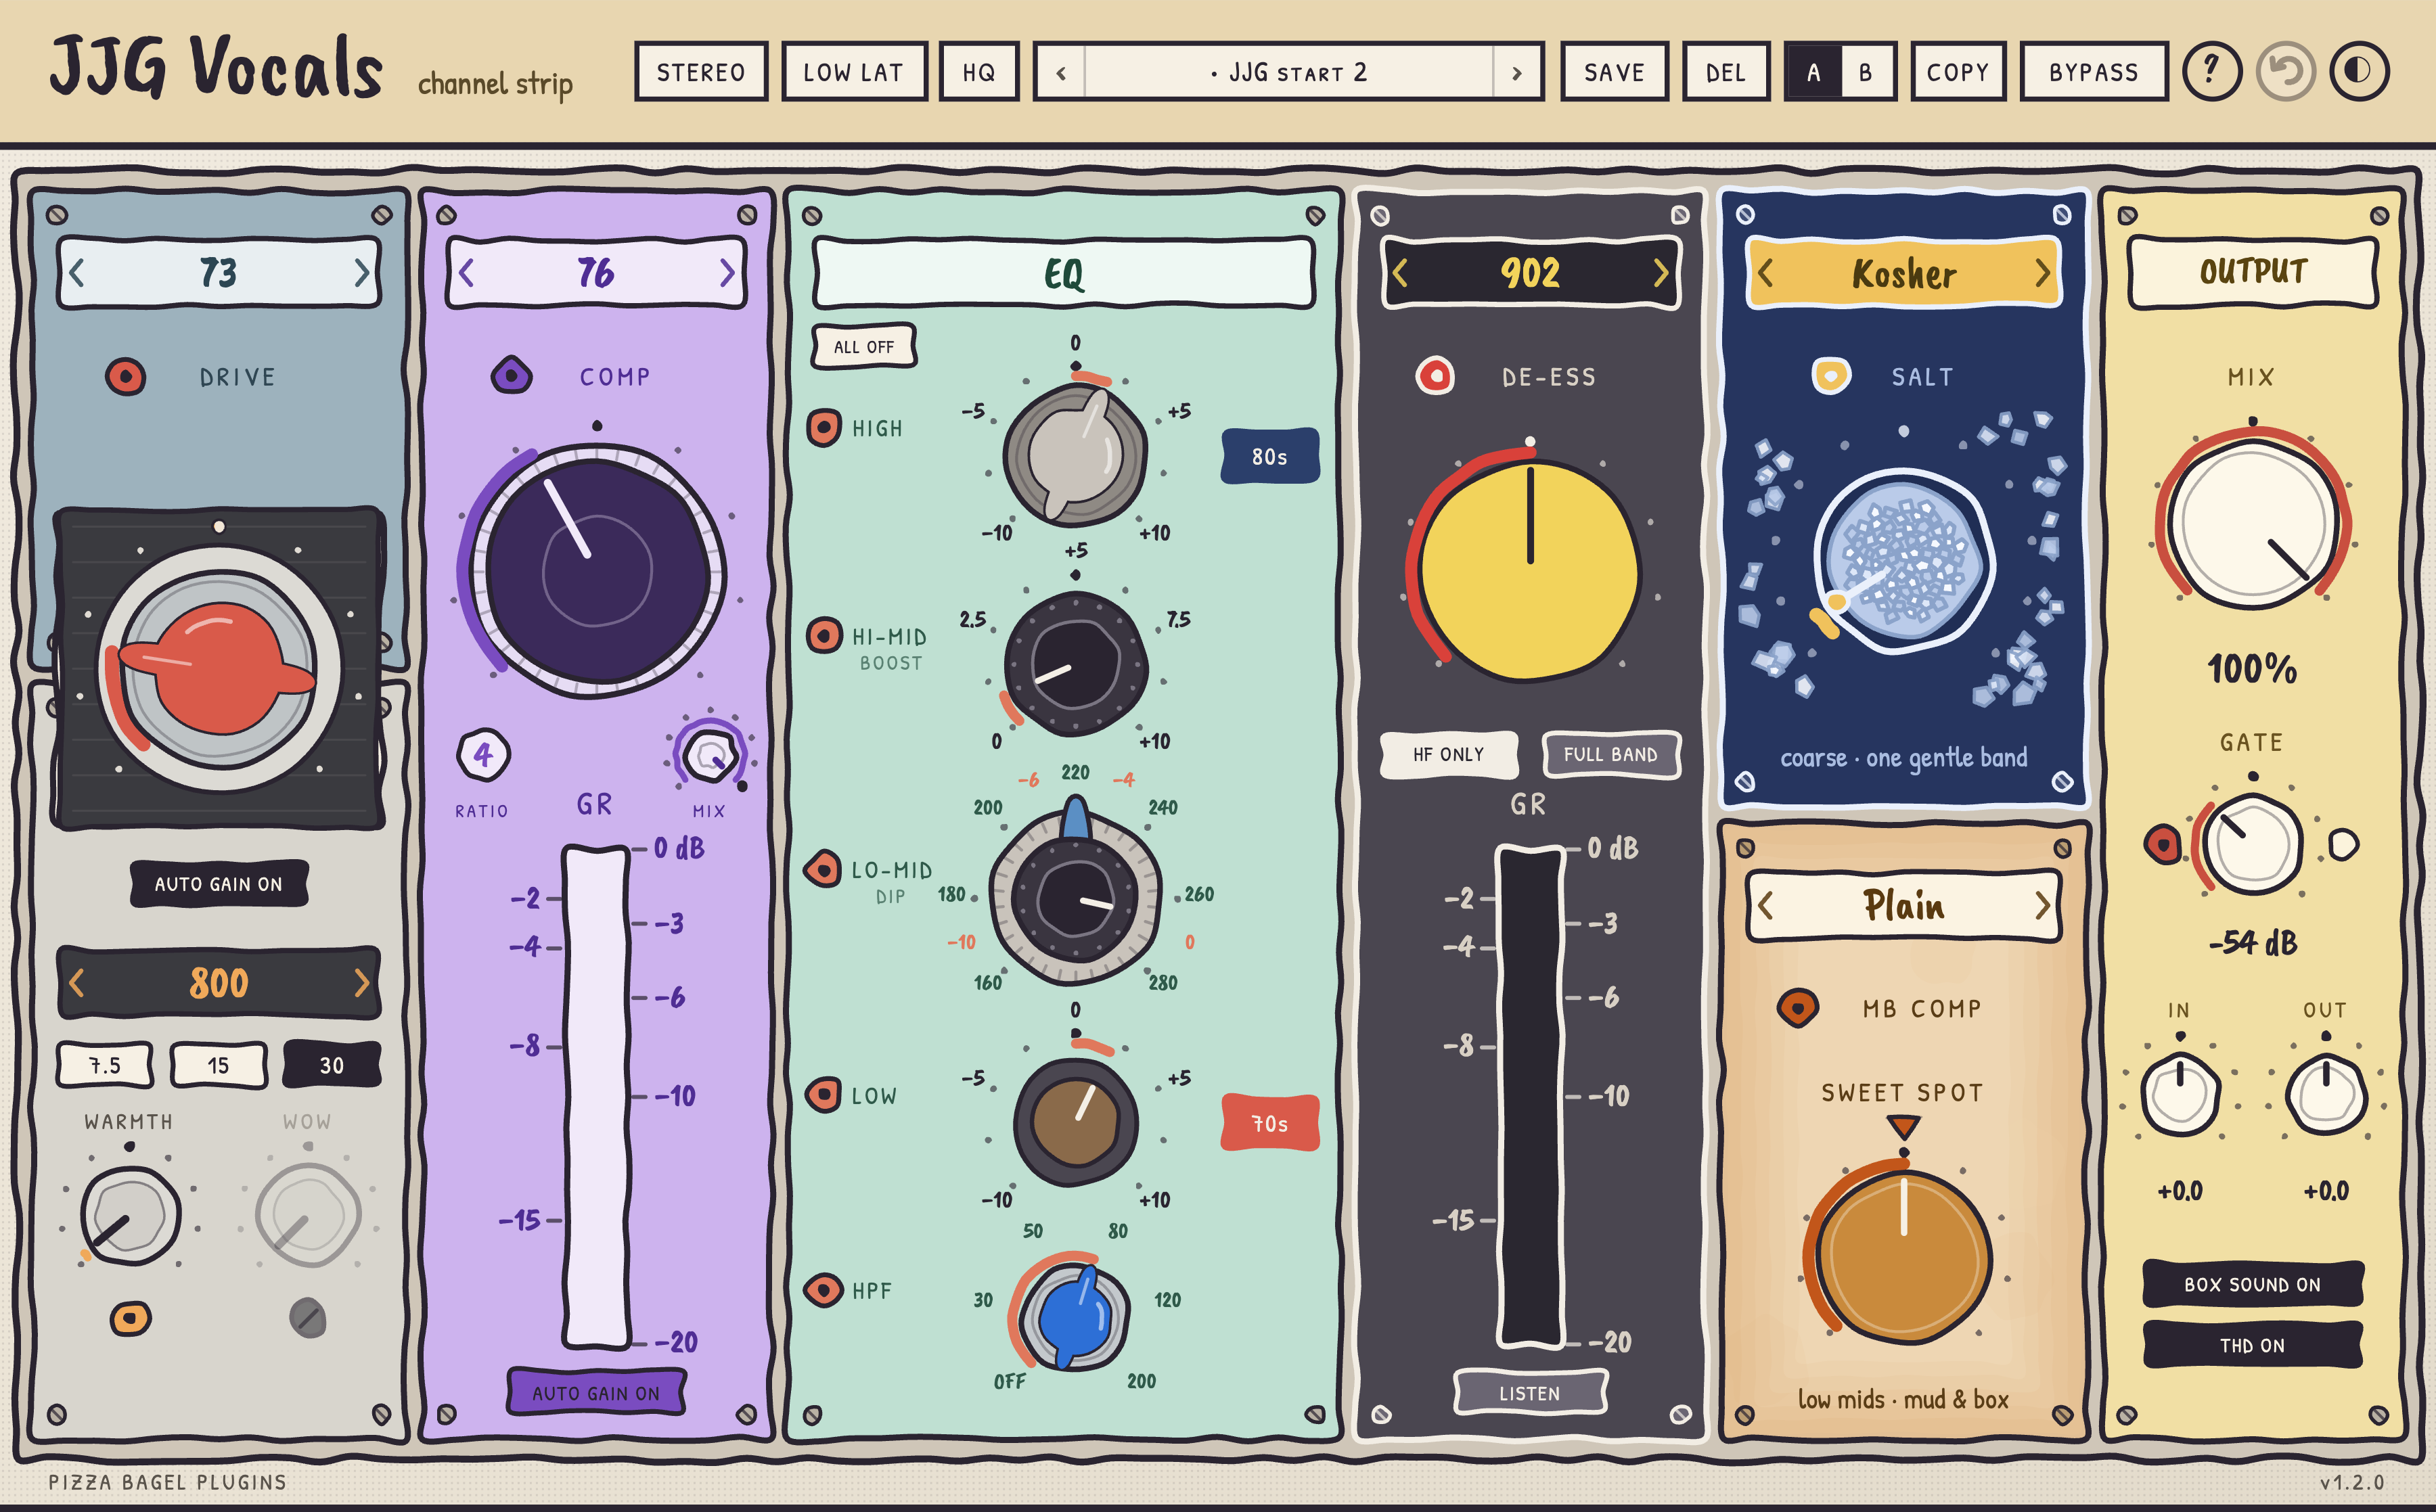 JJG Vocals
channel strip
STEREO
LOW LAT
HQ
‹
• JJG START 2
›
SAVE
DEL
A
B
COPY
BYPASS
?
73
DRIVE
AUTO GAIN ON
800
7.5
15
30
WARMTH
WOW
76
COMP
4
RATIO
GR
MIX
0 dB
-2
-3
-4
-6
-8
-10
-15
-20
AUTO GAIN ON
EQ
ALL OFF
HIGH
0
-5
+5
-10
+10
80s
HI-MID
BOOST
+5
2.5
7.5
0
+10
LO-MID
DIP
-6
220
-4
200
240
180
260
-10
0
160
280
LOW
0
-5
+5
-10
+10
70s
HPF
50
80
30
120
OFF
200
902
DE-ESS
HF ONLY
FULL BAND
GR
0 dB
-2
-3
-4
-6
-8
-10
-15
-20
LISTEN
Kosher
SALT
coarse · one gentle band
Plain
MB COMP
SWEET SPOT
low mids · mud & box
OUTPUT
MIX
100%
GATE
-54 dB
IN
OUT
+0.0
+0.0
BOX SOUND ON
THD ON
PIZZA BAGEL PLUGINS
v1.2.0